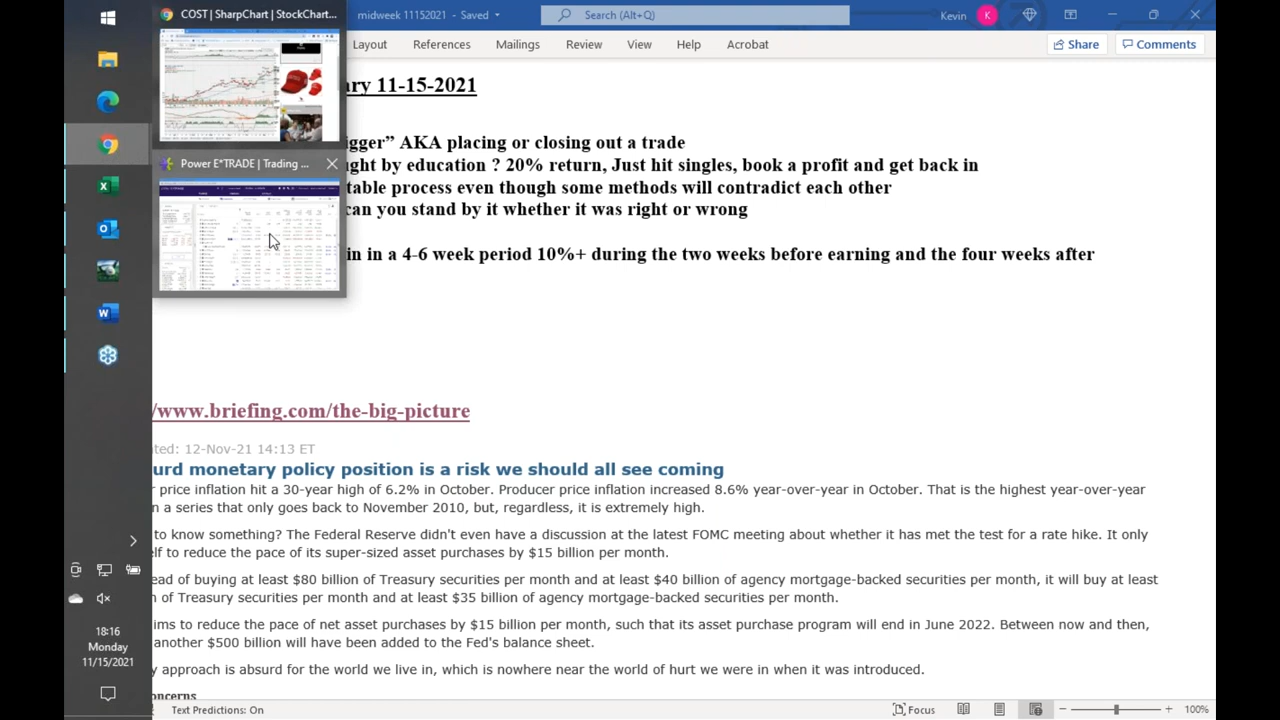 COST | SharpChart | StockChart...
midweek 11152021 - Saved
Search (Alt+Q)
Kevin
K
Layout References Mailings Review View Help Acrobat
Share
Comments
ary 11-15-2021
igger” AKA placing or closing out a trade
Power E*TRADE | Trading ...
ght by education ? 20% return, Just hit singles, book a profit and get back in
table process even though some methods will contradict each other
can you stand by it whether it was right or wrong
in in a 4-6 week period 10%+ during the two weeks before earning and the four weeks after
/www.briefing.com/the-big-picture
ted: 12-Nov-21 14:13 ET
urd monetary policy position is a risk we should all see coming
r price inflation hit a 30-year high of 6.2% in October. Producer price inflation increased 8.6% year-over-year in October. That is the highest year-over-year
n a series that only goes back to November 2010, but, regardless, it is extremely high.
to know something? The Federal Reserve didn't even have a discussion at the latest FOMC meeting about whether it has met the test for a rate hike. It only
elf to reduce the pace of its super-sized asset purchases by $15 billion per month.
ead of buying at least $80 billion of Treasury securities per month and at least $40 billion of agency mortgage-backed securities per month, it will buy at least
n of Treasury securities per month and at least $35 billion of agency mortgage-backed securities per month.
ims to reduce the pace of net asset purchases by $15 billion per month, such that its asset purchase program will end in June 2022. Between now and then,
another $500 billion will have been added to the Fed's balance sheet.
y approach is absurd for the world we live in, which is nowhere near the world of hurt we were in when it was introduced.
oncerns
18:16
Monday
11/15/2021
Text Predictions: On
Focus
100%